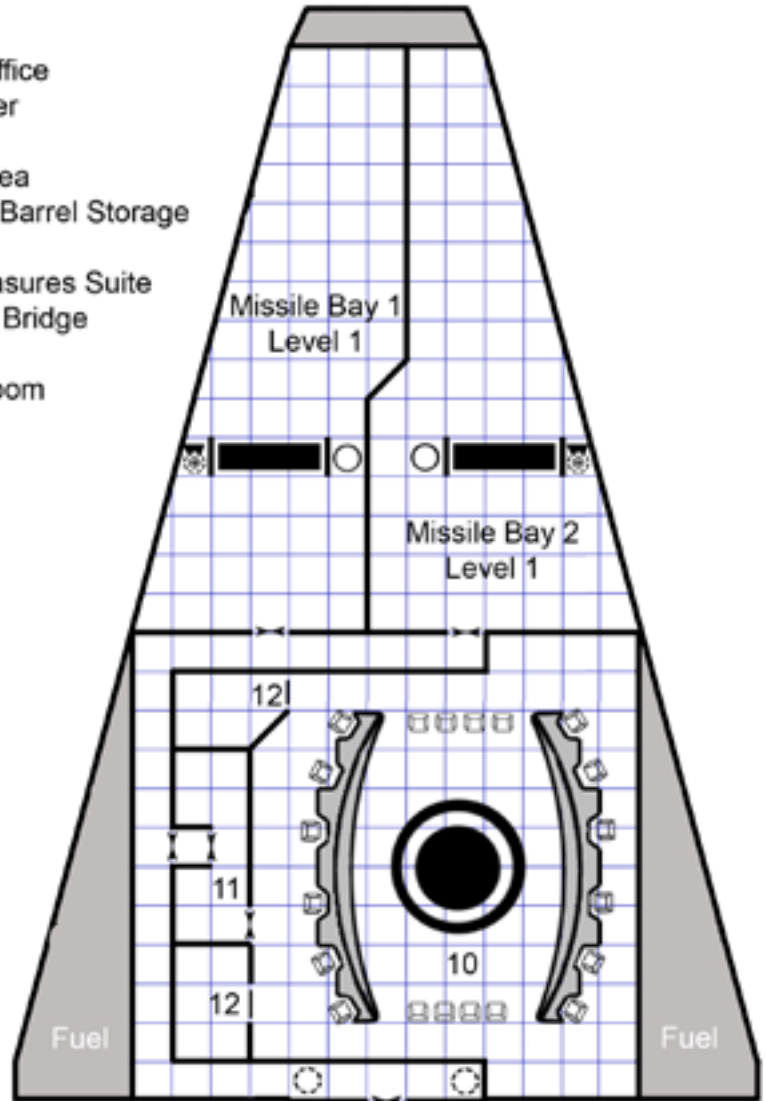 ffice
er
ea
Barrel Storage
sures Suite
Bridge
oom
Missile Bay 1
Level 1
Missile Bay 2
Level 1
12
11
10
12
Fuel
Fuel